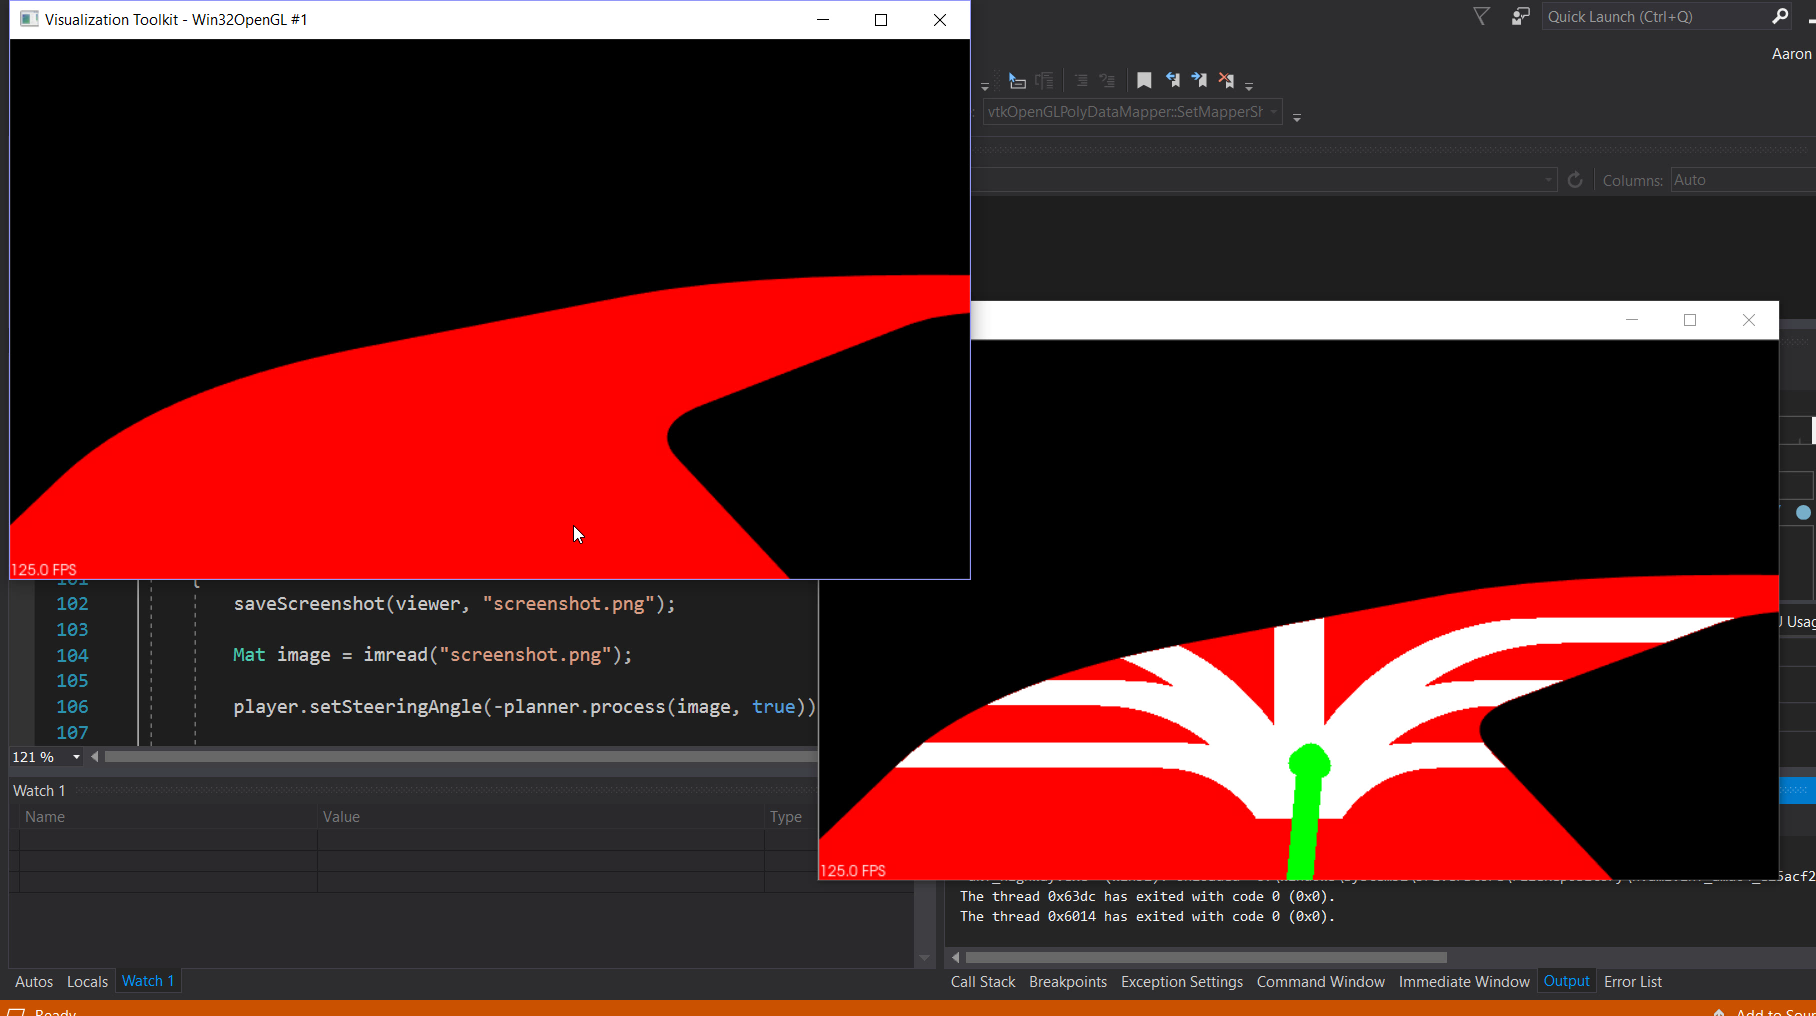 Visualization Toolkit - Win32OpenGL #1
Quick Launch (Ctrl+Q)
Aaron
vtkOpenGLPolyDataMapper::SetMapperSh
Columns: Auto
125.0 FPS
101 {
102 saveScreenshot(viewer, "screenshot.png");
103
104 Mat image = imread("screenshot.png");
105
106 player.setSteeringAngle(-planner.process(image, true))
107
121 %
Usag
125.0 FPS
Watch 1
Name Value Type
The thread 0x63dc has exited with code 0 (0x0).
The thread 0x6014 has exited with code 0 (0x0).
Autos Locals Watch 1
Call Stack Breakpoints Exception Settings Command Window Immediate Window Output Error List
Ready
Add to Sour